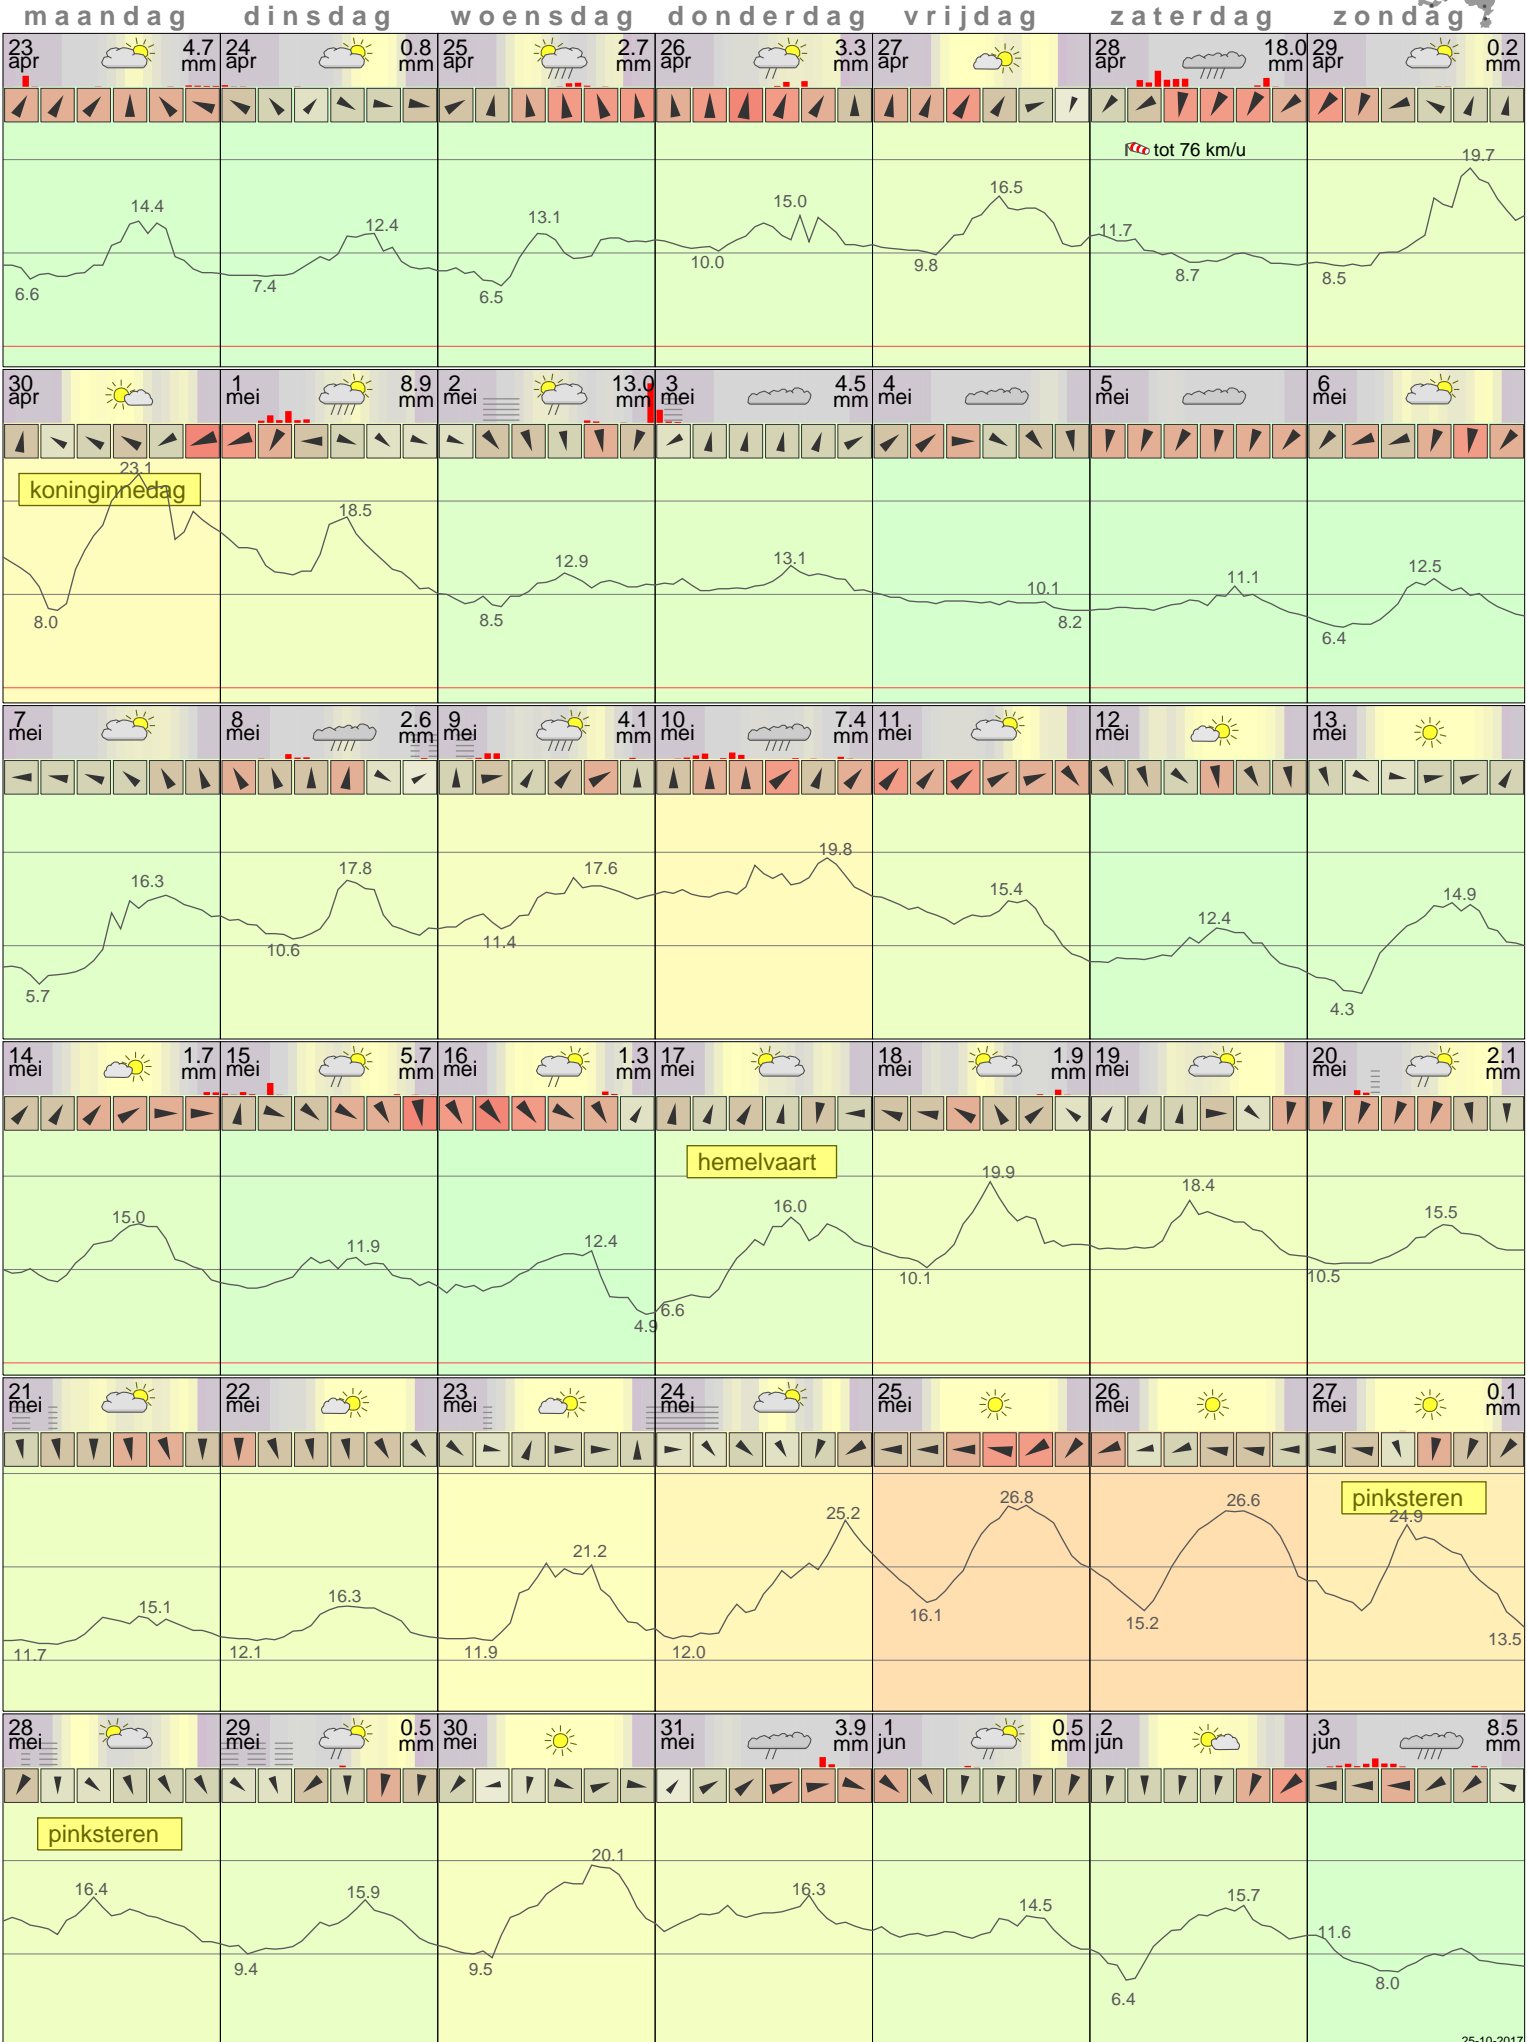 maandag dinsdag woensdag donderdag vrijdag zaterdag zondag
23 4.7 24 0.8 25 2.7 26 3.3 27 28 18.0 29 0.2
apr mm apr mm apr mm apr mm apr apr mm apr mm
tot 76 km/u
14.4 12.4 13.1 15.0 16.5 11.7 19.7
6.6 7.4 6.5 10.0 9.8 8.7 8.5
30 1 8.9 2 13.0 3 4.5 4 5 6
apr mei mm mei mm mei mm mei mei mei
23.1
koninginnedag
18.5 12.9 13.1 10.1 11.1 12.5
8.0 8.5 8.2 6.4
7 8 2.6 9 4.1 10 7.4 11 12 13
mei mei mm mei mm mei mm mei mei mei
16.3 17.8 17.6 19.8 15.4 12.4 14.9
5.7 10.6 11.4 4.3
14 1.7 15 5.7 16 1.3 17 18 1.9 19 20 2.1
mei mm mei mm mei mm mei mei mm mei mei mm
hemelvaart
15.0 11.9 12.4 16.0 19.9 18.4 15.5
4.9 6.6 10.1 10.5
21 22 23 24 25 26 27 0.1
mei mei mei mei mei mei mei mm
pinksteren
15.1 16.3 21.2 25.2 26.8 26.6 24.9
11.7 12.1 11.9 12.0 16.1 15.2 13.5
28 29 0.5 30 31 3.9 1 0.5 2 3 8.5
mei mei mm mei mei mm jun mm jun jun mm
pinksteren
16.4 15.9 20.1 16.3 14.5 15.7 11.6
9.4 9.5 6.4 8.0
25-10-2017